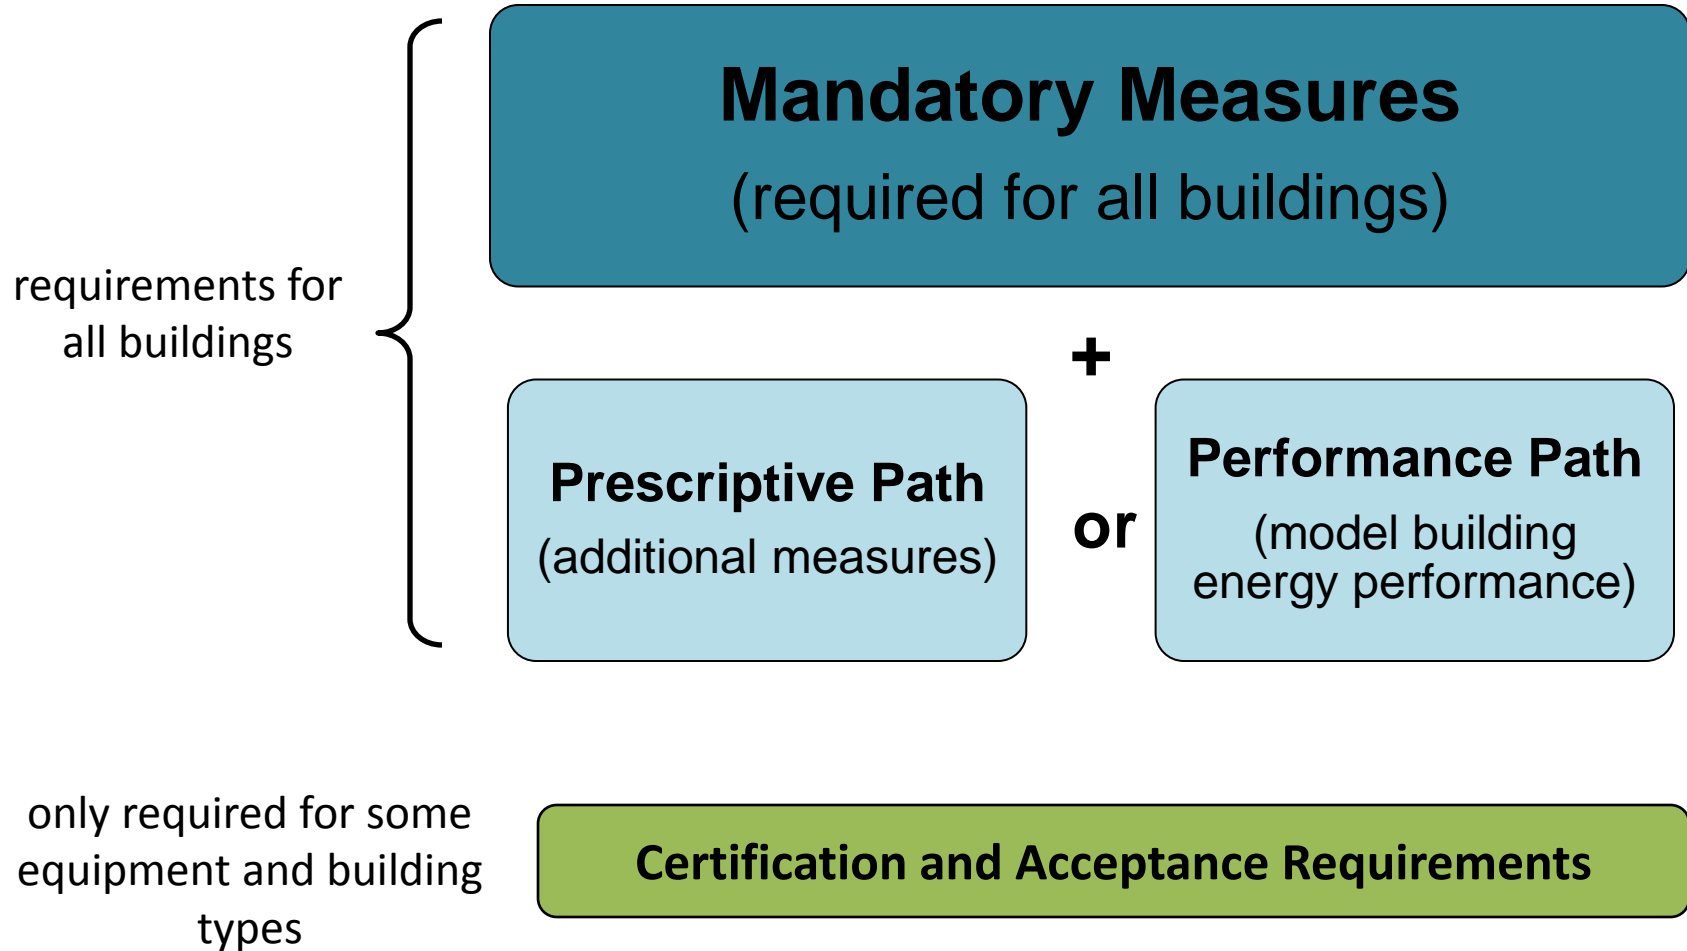 Mandatory Measures
(required for all buildings)
requirements for
all buildings
+
Prescriptive Path
(additional measures)
or
Performance Path
(model building
energy performance)
only required for some
equipment and building
types
Certification and Acceptance Requirements